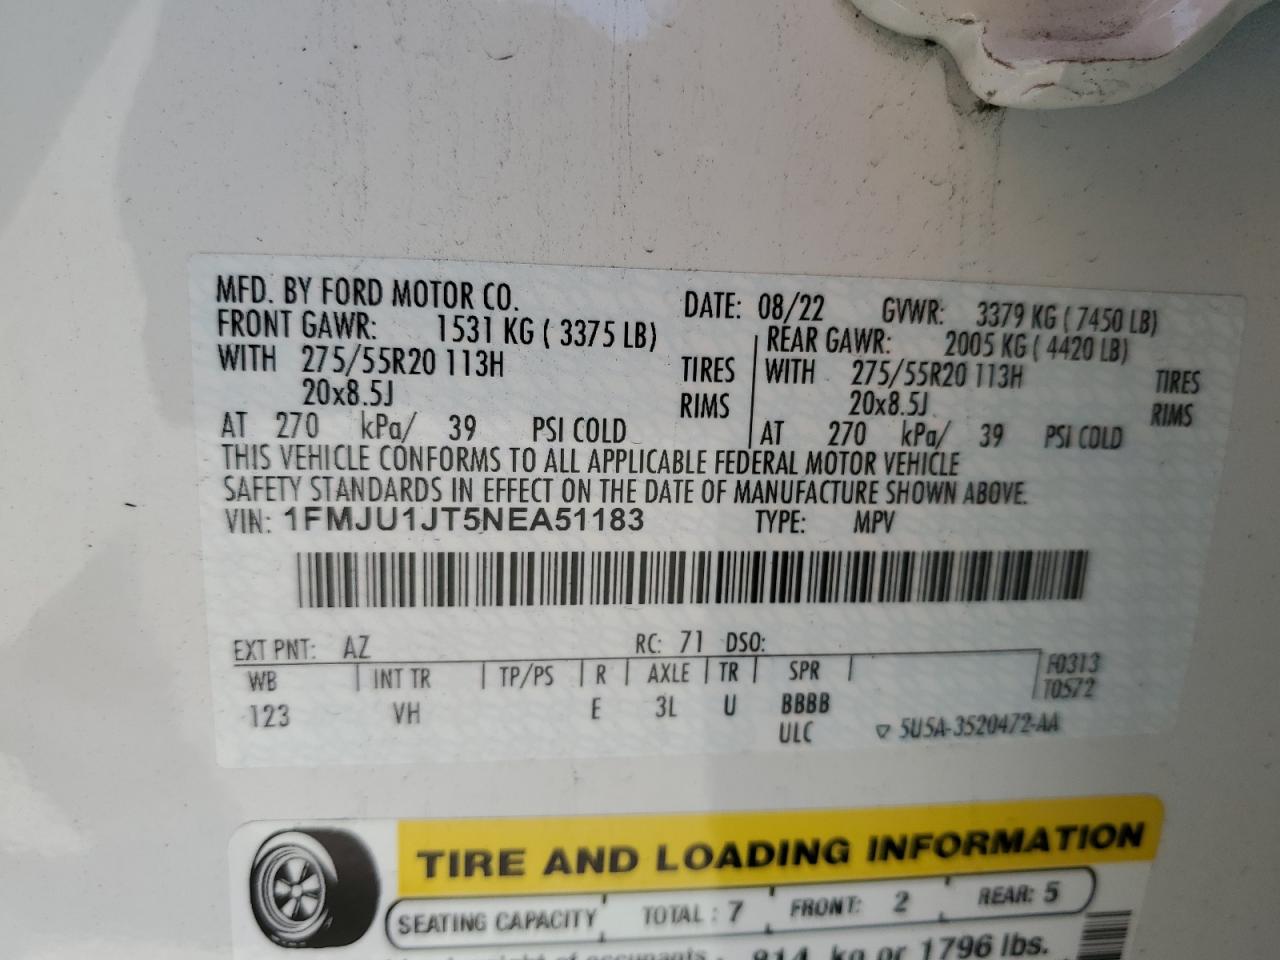 MFD. BY FORD MOTOR CO. DATE: 08/22 GVWR: 3379 KG ( 7450 LB)
FRONT GAWR: 1531 KG ( 3375 LB) REAR GAWR: 2005 KG ( 4420 LB)
WITH 275/55R20 113H TIRES WITH 275/55R20 113H TIRES
20x8.5J RIMS 20x8.5J RIMS
AT 270 kPa/ 39 PSI COLD AT 270 kPa/ 39 PSI COLD
THIS VEHICLE CONFORMS TO ALL APPLICABLE FEDERAL MOTOR VEHICLE
SAFETY STANDARDS IN EFFECT ON THE DATE OF MANUFACTURE SHOWN ABOVE.
VIN: 1FMJU1JT5NEA51183 TYPE: MPV
EXT PNT: AZ RC: 71 DSO:
WB INT TR TP/PS R AXLE TR SPR F0313
T0572
123 VH E 3L U BBBB
ULC ▽ 5U5A-3520472-AA
TIRE AND LOADING INFORMATION
SEATING CAPACITY TOTAL : 7 FRONT: 2 REAR: 5
814 kg or 1796 lbs.